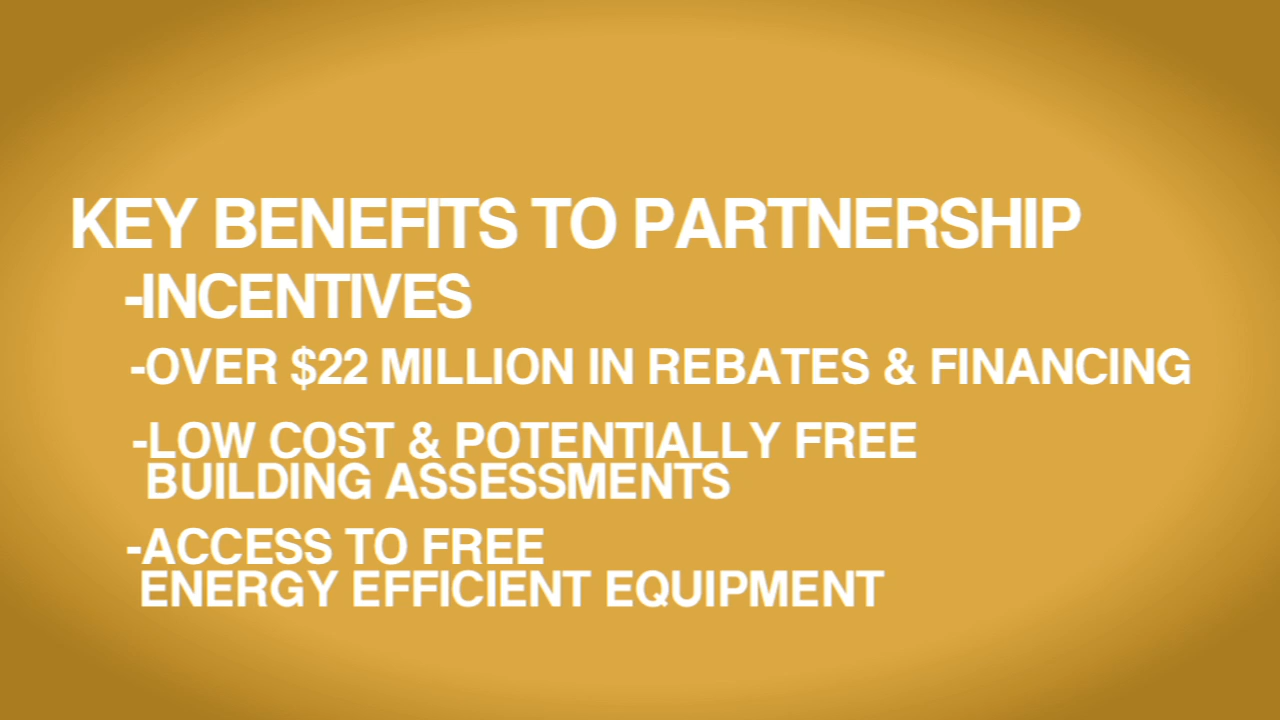 KEY BENEFITS TO PARTNERSHIP
-INCENTIVES
-OVER $22 MILLION IN REBATES & FINANCING
-LOW COST & POTENTIALLY FREE
BUILDING ASSESSMENTS
-ACCESS TO FREE
ENERGY EFFICIENT EQUIPMENT